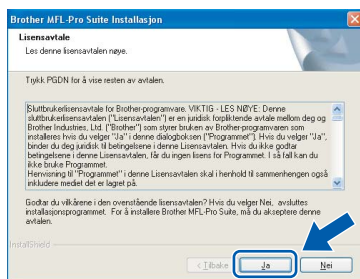 Brother MFL-Pro Suite Installasjon
Lisensavtale
Les denne lisensavtalen nøye.
Trykk PGDN for å vise resten av avtalen.
Sluttbrukerlisensavtale for Brother-programvare. VIKTIG - LES NØYE: Denne
sluttbrukerlisensavtalen ("Lisensavtalen") er en juridisk forpliktende avtale mellom deg og
Brother Industries, Ltd. ("Brother") som styrer bruken av Brother-programvaren som
installeres hvis du velger "Ja" i denne dialogboksen ("Programmet"). Hvis du velger "Ja",
binder du deg juridisk til betingelsene i denne Lisensavtalen. Hvis du ikke godtar
betingelsene i denne Lisensavtalen, får du ingen lisens for Programmet. I så fall kan du
ikke bruke Programmet.
Henvisning til "Programmet" i denne Lisensavtalen skal i henhold til sammenhengen også
inkludere mediet det er lagret på.
Godtar du vilkårene i den ovenstående lisensavtalen? Hvis du velger Nei, avsluttes
installasjonsprogrammet. For å installere Brother MFL-Pro Suite, må du akseptere denne
avtalen.
InstallShield
< Tilbake
Ja
Nei